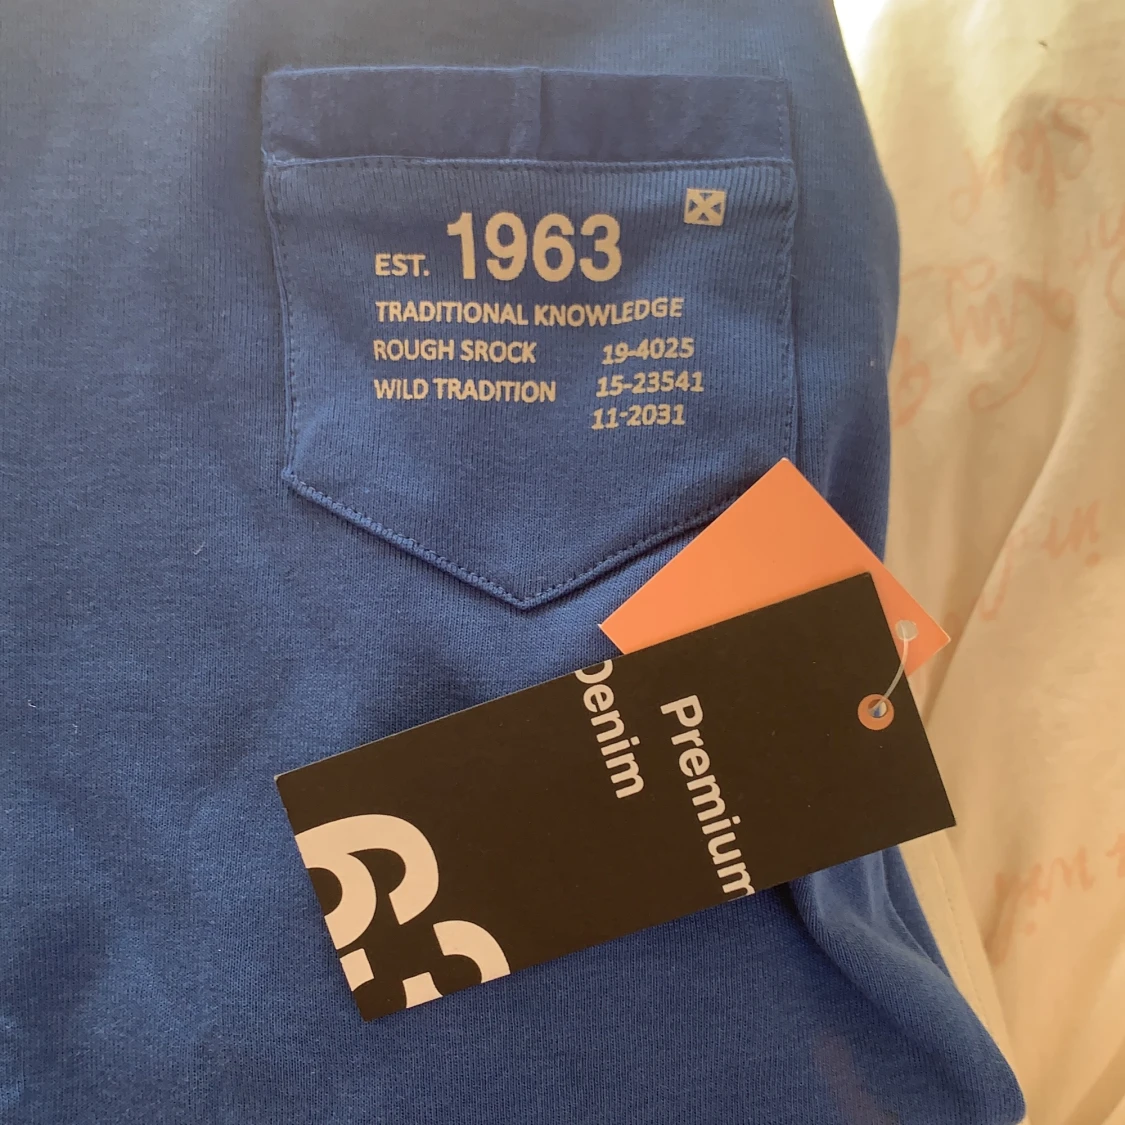 EST. 1963
TRADITIONAL KNOWLEDGE
ROUGH SROCK 19-4025
WILD TRADITION 15-23541
11-2031
Premium
Denim